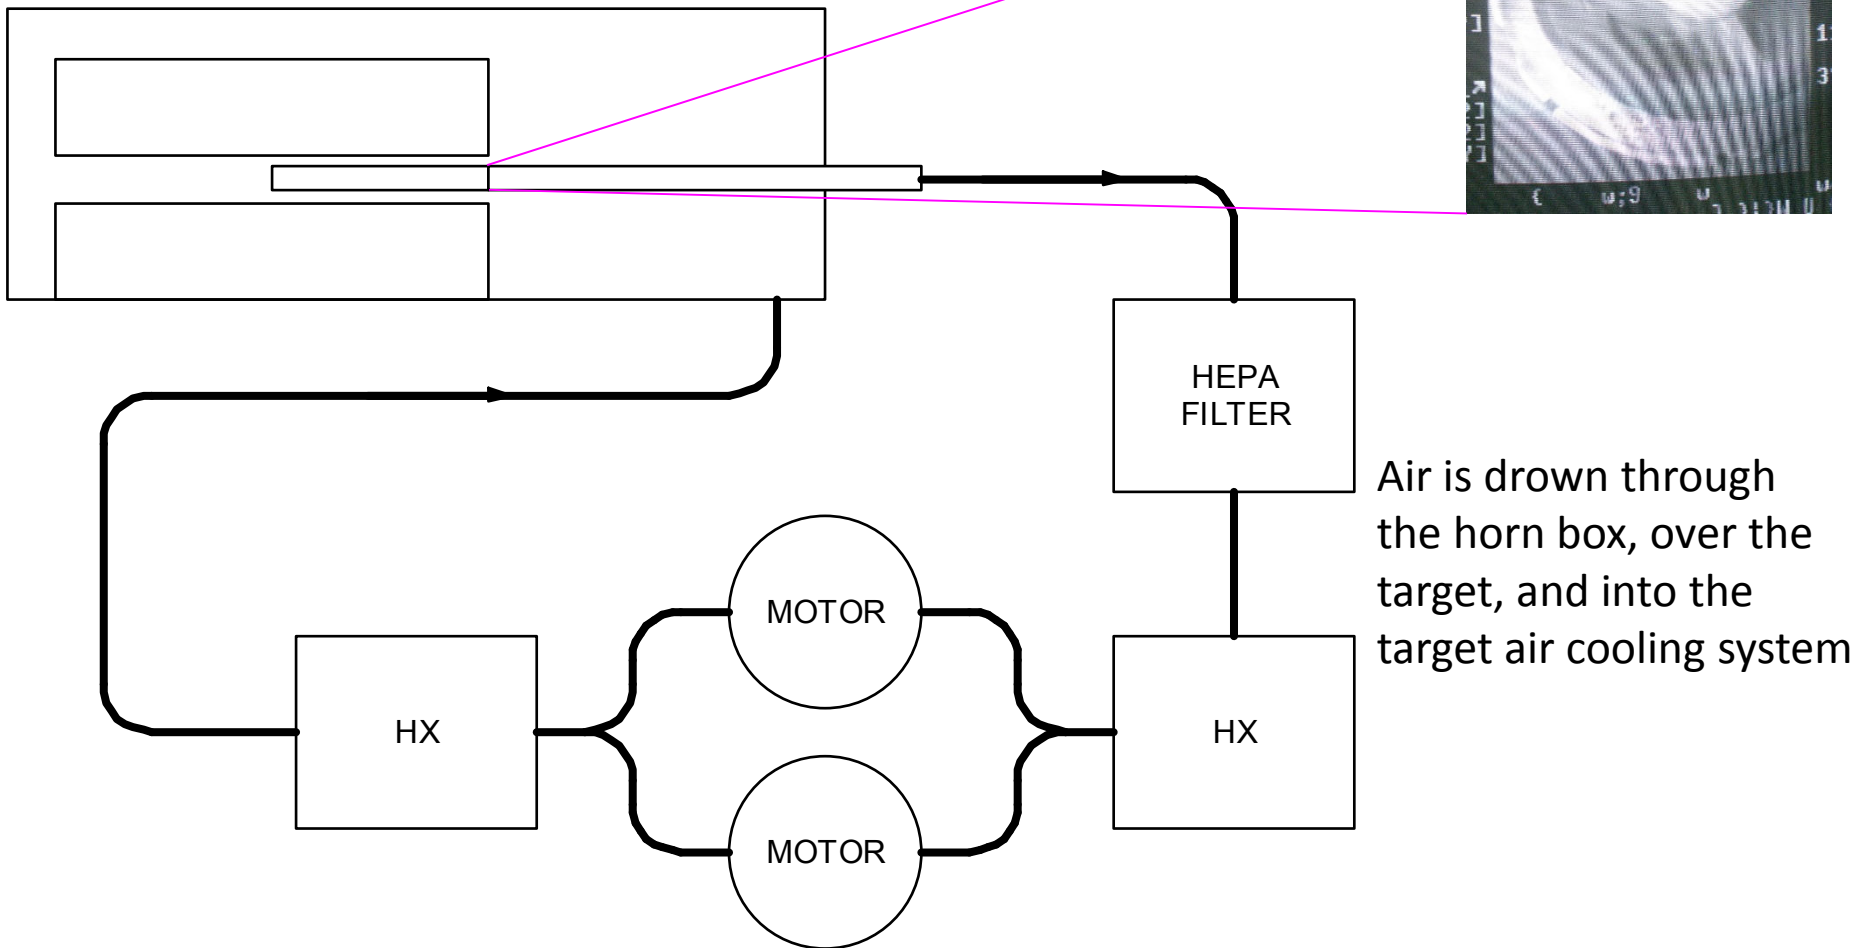 HEPA
FILTER
Air is drown through
the horn box, over the
target, and into the
target air cooling system
MOTOR
HX
HX
MOTOR